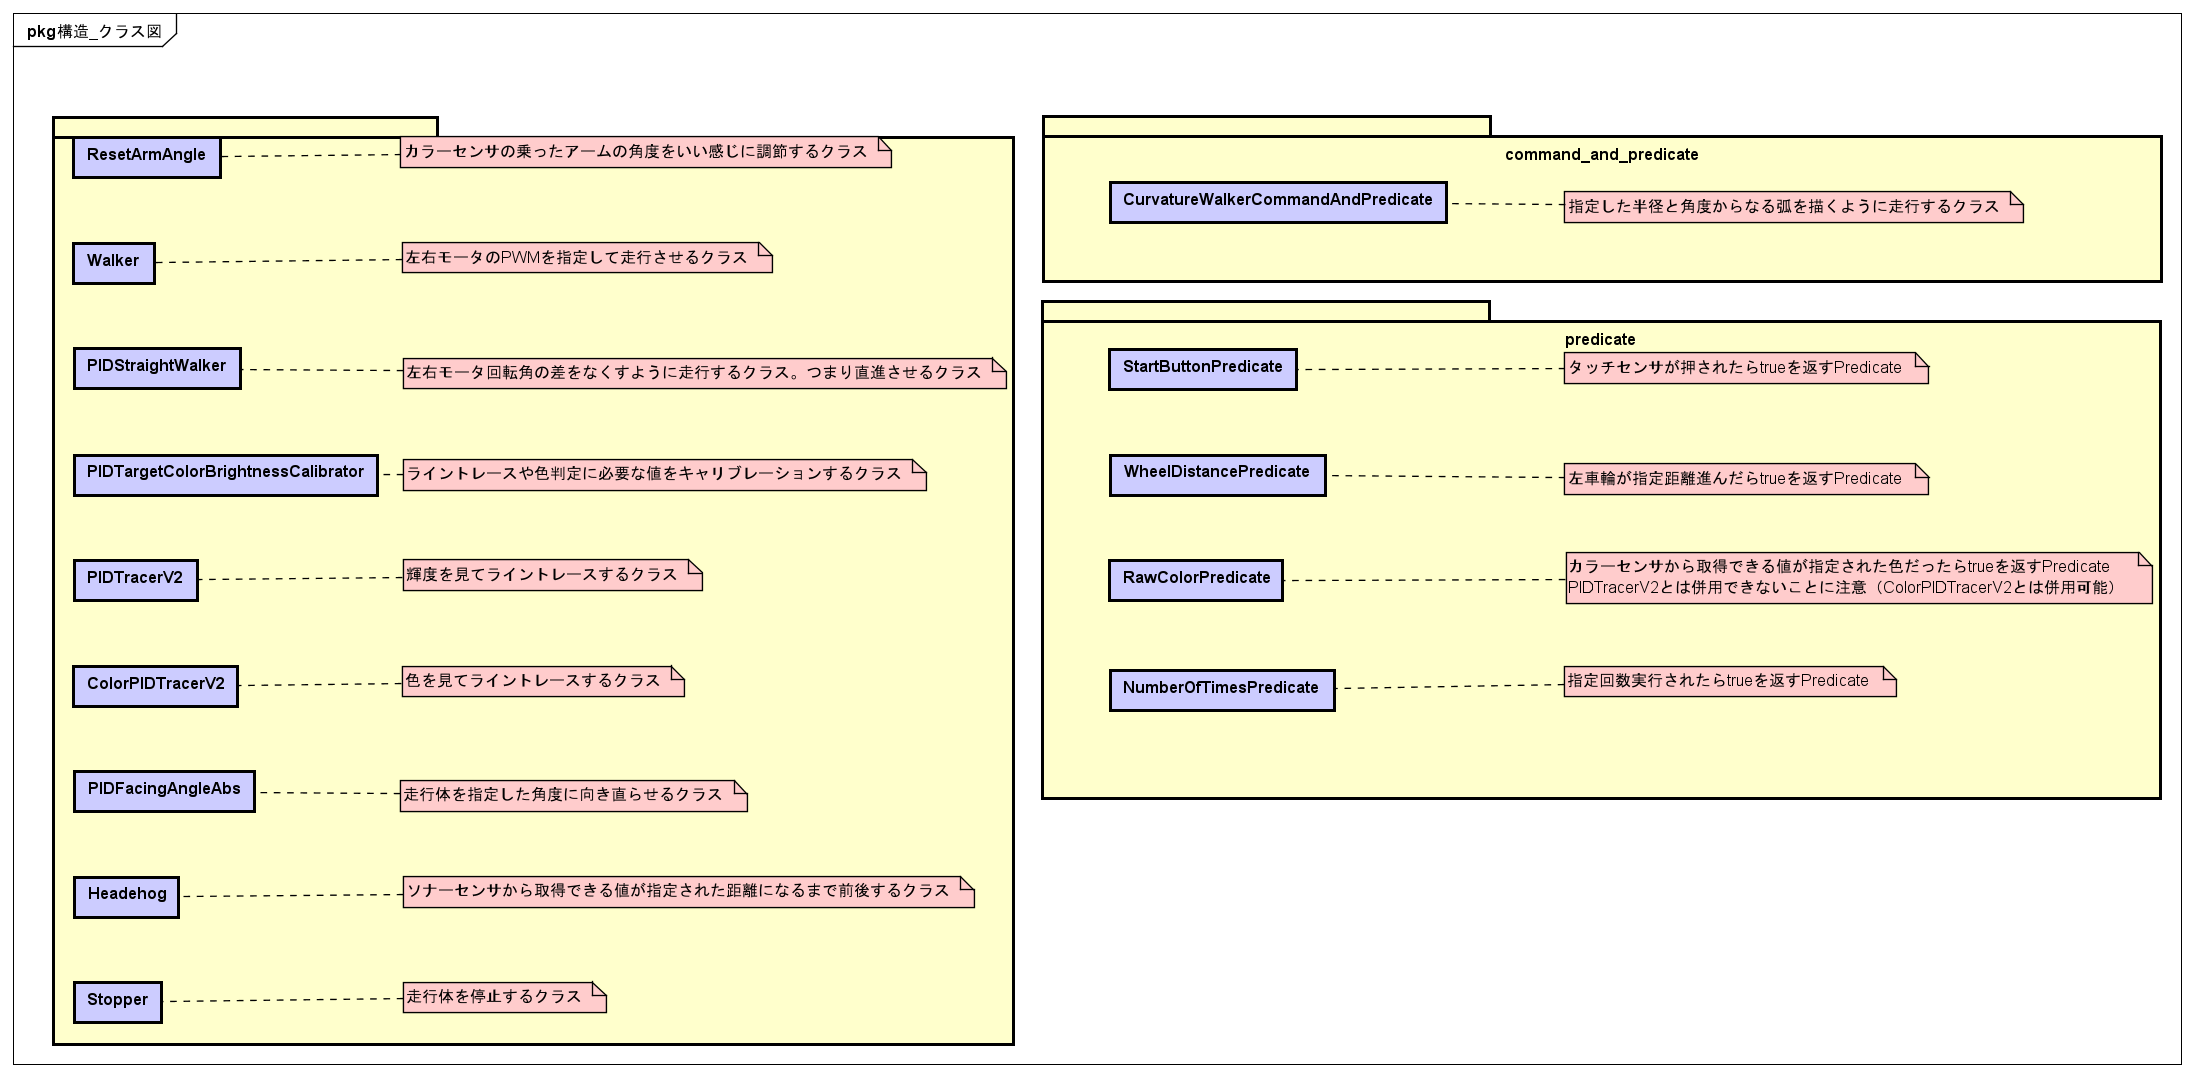 pkg構造_クラス図
ResetArmAngle
カラーセンサの乗ったアームの角度をいい感じに調節するクラス
Walker
左右モータのPWMを指定して走行させるクラス
PIDStraightWalker
左右モータ回転角の差をなくすように走行するクラス。つまり直進させるクラス
PIDTargetColorBrightnessCalibrator
ライントレースや色判定に必要な値をキャリブレーションするクラス
PIDTracerV2
輝度を見てライントレースするクラス
ColorPIDTracerV2
色を見てライントレースするクラス
PIDFacingAngleAbs
走行体を指定した角度に向き直らせるクラス
Headehog
ソナーセンサから取得できる値が指定された距離になるまで前後するクラス
Stopper
走行体を停止するクラス
command_and_predicate
CurvatureWalkerCommandAndPredicate
指定した半径と角度からなる弧を描くように走行するクラス
predicate
StartButtonPredicate
タッチセンサが押されたらtrueを返すPredicate
WheelDistancePredicate
左車輪が指定距離進んだらtrueを返すPredicate
RawColorPredicate
カラーセンサから取得できる値が指定された色だったらtrueを返すPredicate
PIDTracerV2とは併用できないことに注意（ColorPIDTracerV2とは併用可能）
NumberOfTimesPredicate
指定回数実行されたらtrueを返すPredicate